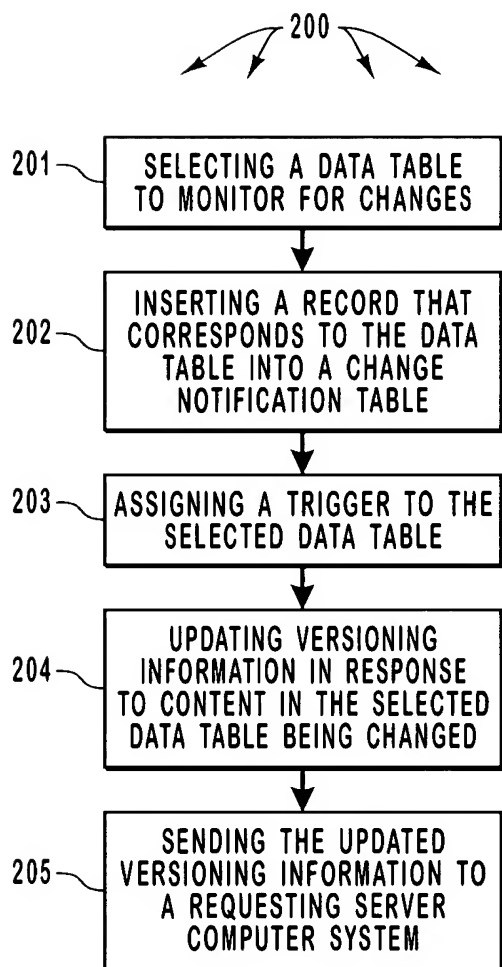 200
201
SELECTING A DATA TABLE
TO MONITOR FOR CHANGES
202
INSERTING A RECORD THAT
CORRESPONDS TO THE DATA
TABLE INTO A CHANGE
NOTIFICATION TABLE
203
ASSIGNING A TRIGGER TO THE
SELECTED DATA TABLE
204
UPDATING VERSIONING
INFORMATION IN RESPONSE
TO CONTENT IN THE SELECTED
DATA TABLE BEING CHANGED
205
SENDING THE UPDATED
VERSIONING INFORMATION TO
A REQUESTING SERVER
COMPUTER SYSTEM